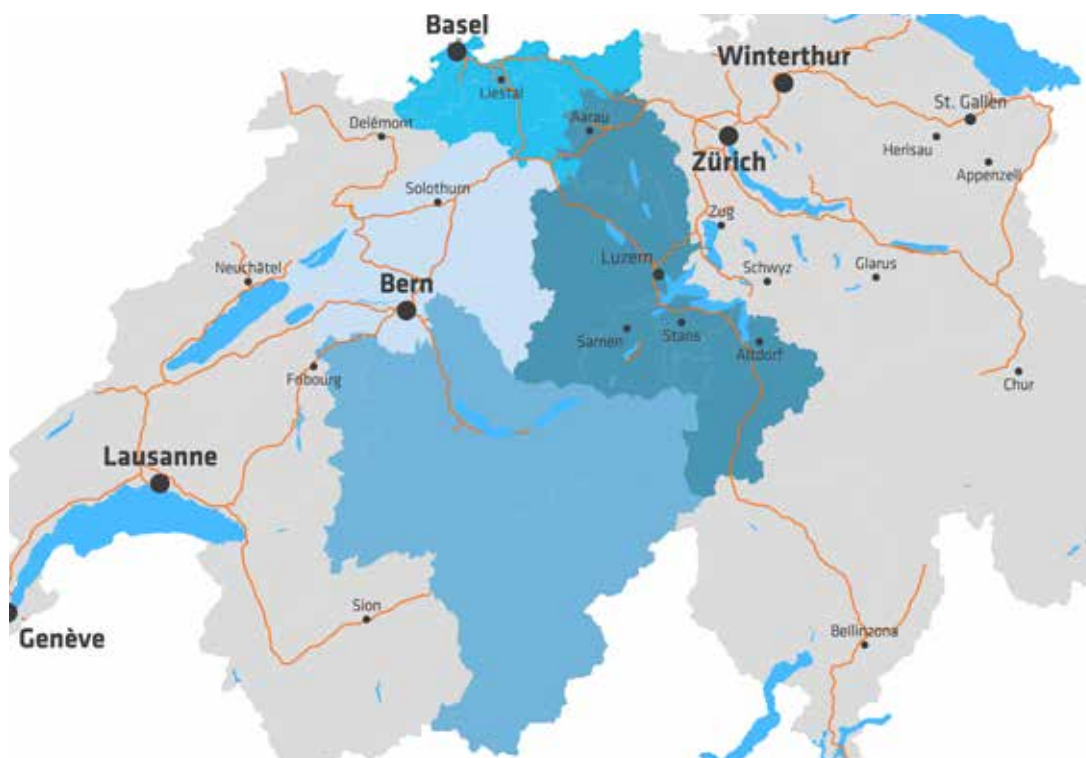 Basel
Winterthur
Liestal
St. Gallen
Aarau
Delémont
Herisau
Zürich
Appenzell
Solothurn
Zug
Luzern
Neuchâtel
Schwyz
Glarus
Bern
Sarnen
Stans
Altdorf
Fribourg
Chur
Lausanne
Sion
Bellinzona
Genève